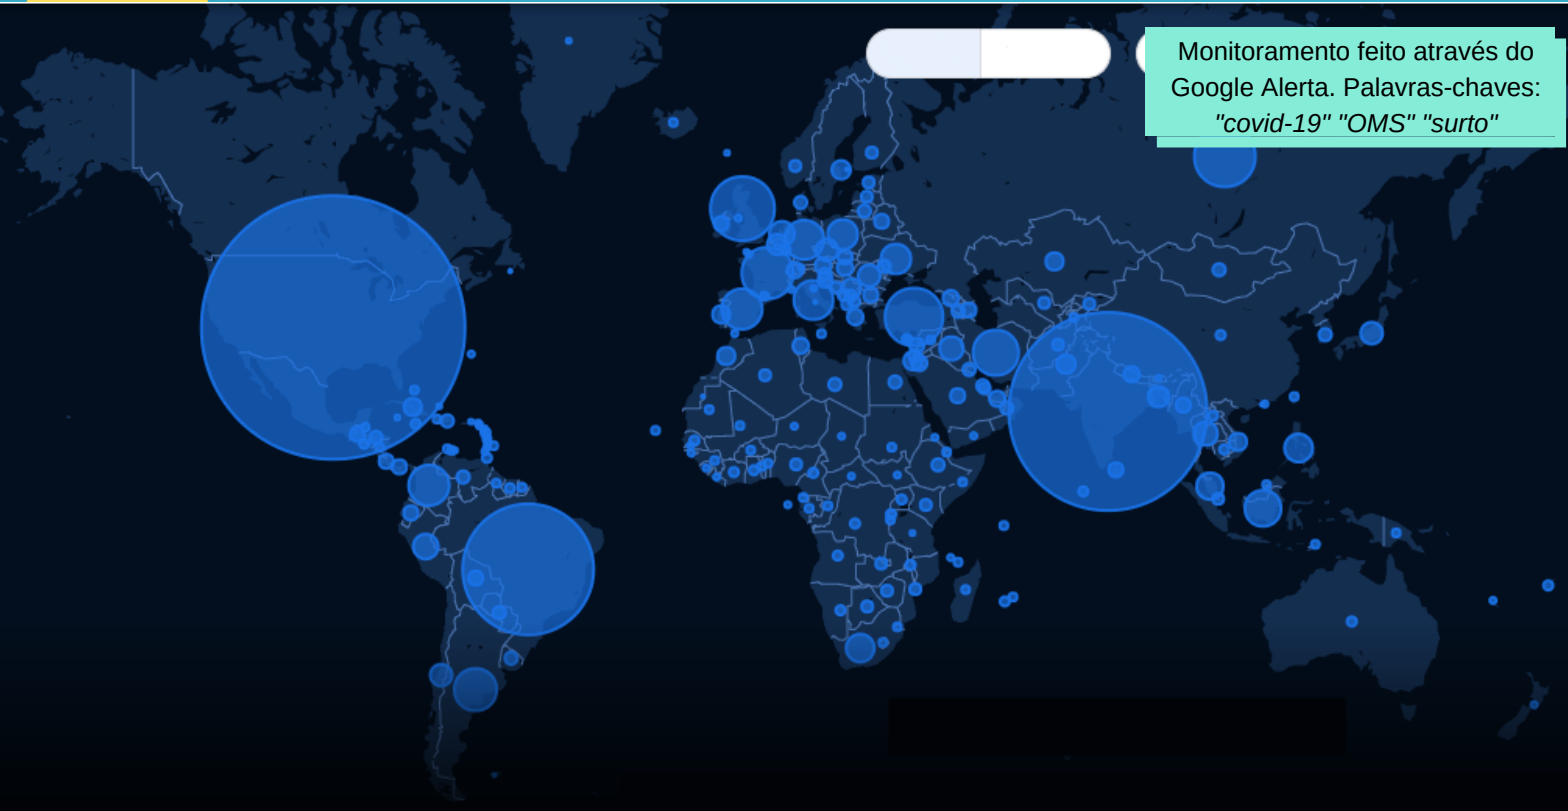 Monitoramento feito através do
Google Alerta. Palavras-chaves:
"covid-19" "OMS" "surto"